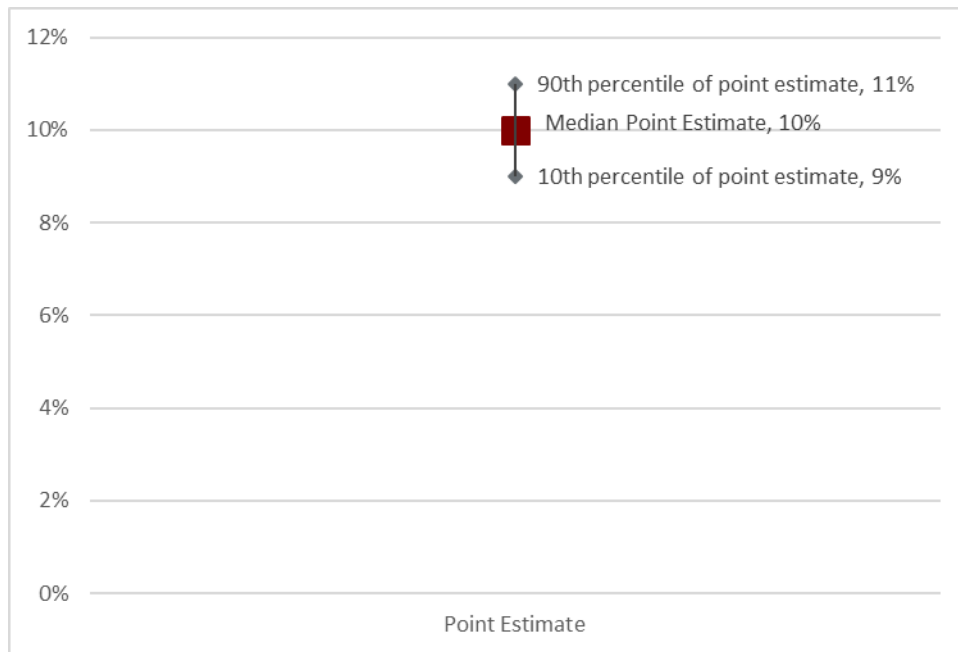 12%
90th percentile of point estimate, 11%
Median Point Estimate, 10%
10%
10th percentile of point estimate, 9%
8%
6%
4%
2%
0%
Point Estimate